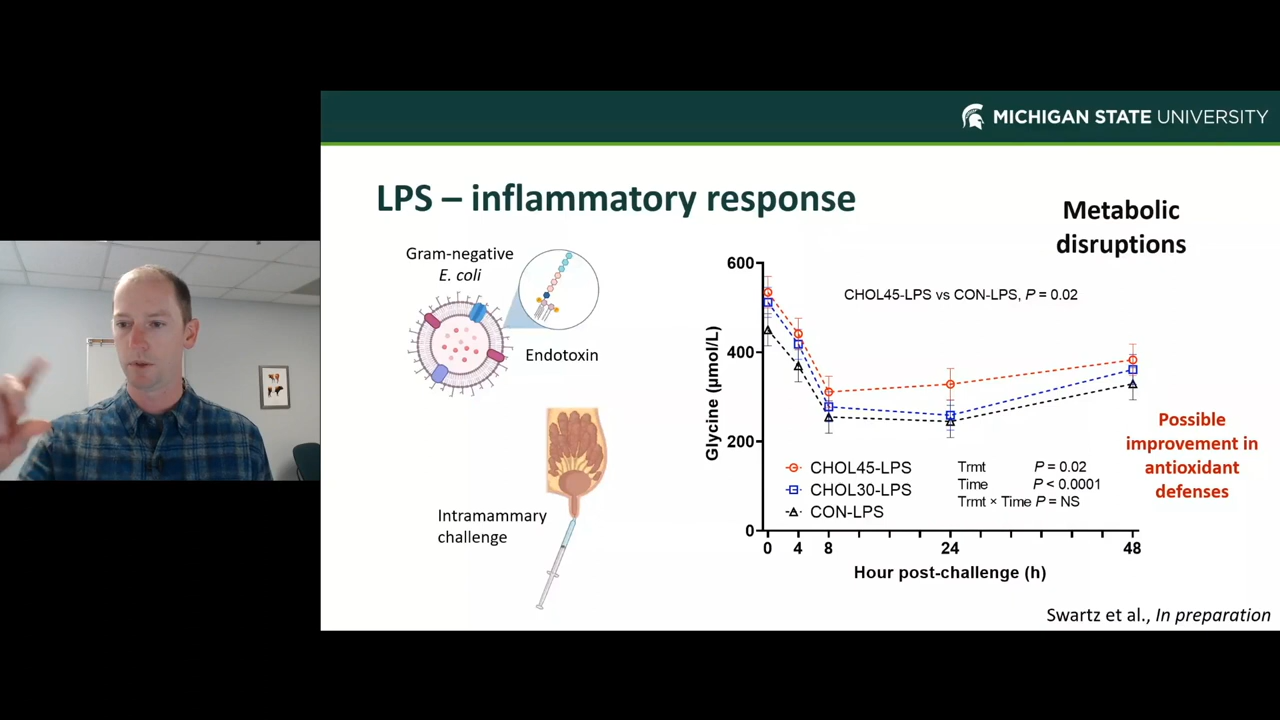 MICHIGAN STATE UNIVERSITY
LPS – inflammatory response
Metabolic
disruptions
Gram-negative
E. coli
Endotoxin
Intramammary
challenge
600
400
200
0
Glycine (µmol/L)
CHOL45-LPS vs CON-LPS, P = 0.02
CHOL45-LPS
CHOL30-LPS
CON-LPS
Trmt P = 0.02
Time P < 0.0001
Trmt × Time P = NS
0 4 8 24 48
Hour post-challenge (h)
Possible
improvement in
antioxidant
defenses
Swartz et al., In preparation